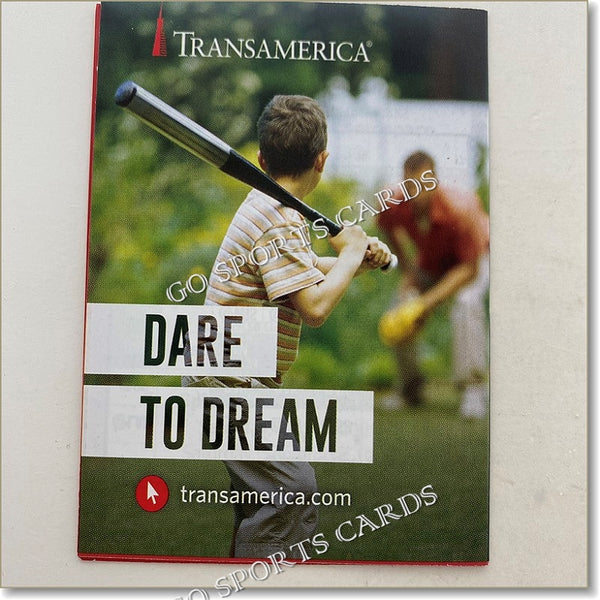 TRANSAMERICA®
GO SPORTS CARDS
DARE
TO DREAM
transamerica.com
GO SPORTS CARDS